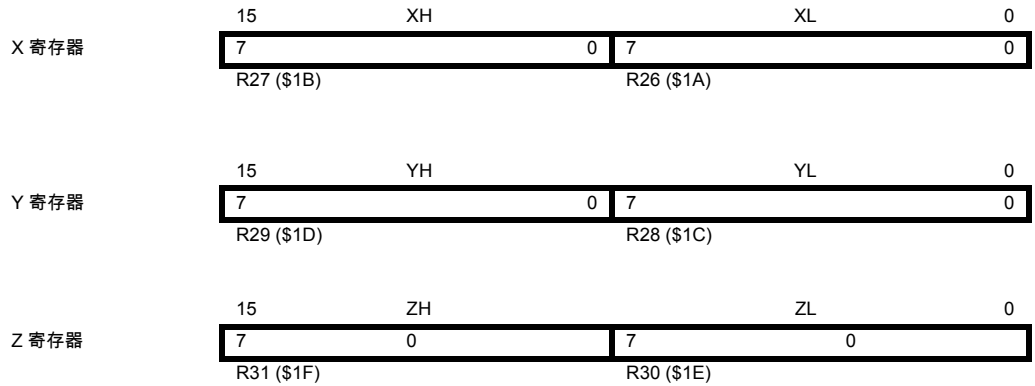 15 XH XL 0
X 寄存器 7 0 7 0
R27 ($1B) R26 ($1A)
15 YH YL 0
Y 寄存器 7 0 7 0
R29 ($1D) R28 ($1C)
15 ZH ZL 0
Z 寄存器 7 0 7 0
R31 ($1F) R30 ($1E)